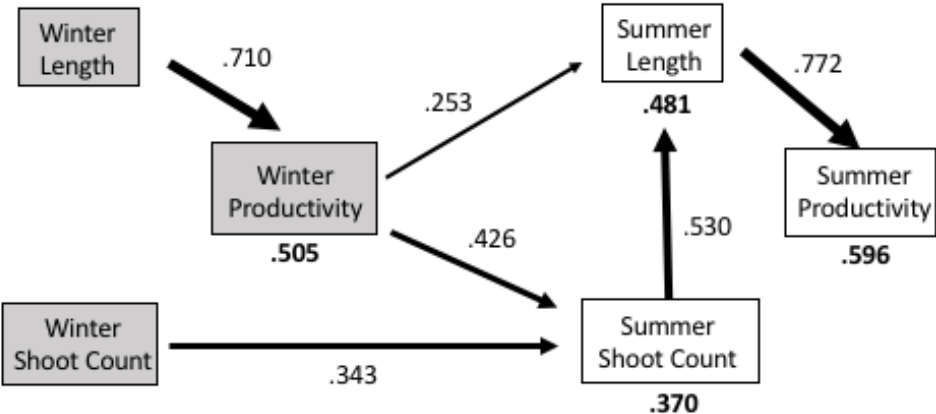 Winter
Length
.710
Summer
Length
.481
.772
.253
Winter
Productivity
.505
Summer
Productivity
.596
.426
.530
Winter
Shoot Count
.343
Summer
Shoot Count
.370